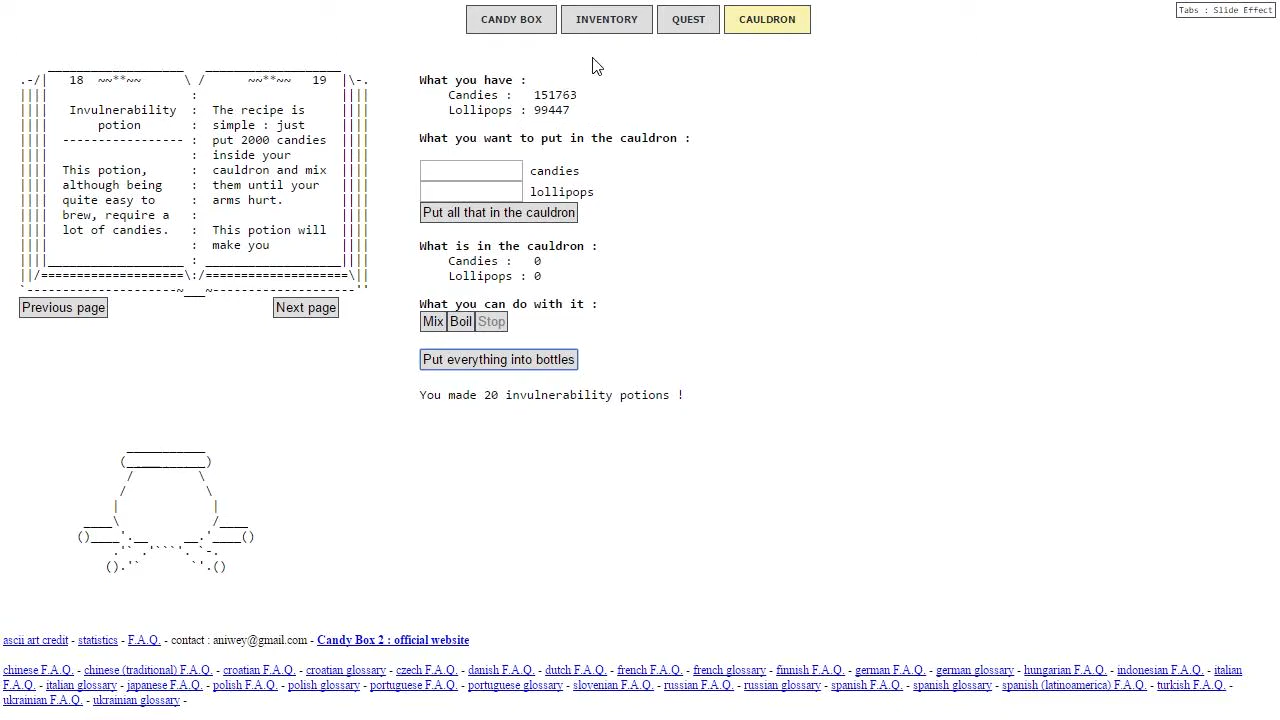 CANDY BOX INVENTORY QUEST CAULDRON
Tabs : Slide Effect
18 ~~**~~
Invulnerability
potion
-----------------
This potion,
although being
quite easy to
brew, require a
lot of candies.
~~**~~ 19
The recipe is
simple : just
put 2000 candies
inside your
cauldron and mix
them until your
arms hurt.
This potion will
make you
Previous page
Next page
What you have :
Candies : 151763
Lollipops : 99447
What you want to put in the cauldron :
candies
lollipops
Put all that in the cauldron
What is in the cauldron :
Candies : 0
Lollipops : 0
What you can do with it :
Mix Boil Stop
Put everything into bottles
You made 20 invulnerability potions !
ascii art credit - statistics - F.A.Q. - contact : aniwey@gmail.com - Candy Box 2 : official website
chinese F.A.Q. - chinese (traditional) F.A.Q. - croatian F.A.Q. - croatian glossary - czech F.A.Q. - danish F.A.Q. - dutch F.A.Q. - french F.A.Q. - french glossary - finnish F.A.Q. - german F.A.Q. - german glossary - hungarian F.A.Q. - indonesian F.A.Q. - italian
F.A.Q. - italian glossary - japanese F.A.Q. - polish F.A.Q. - polish glossary - portuguese F.A.Q. - portuguese glossary - slovenian F.A.Q. - russian F.A.Q. - russian glossary - spanish F.A.Q. - spanish glossary - spanish (latinoamerica) F.A.Q. - turkish F.A.Q. -
ukrainian F.A.Q. - ukrainian glossary -